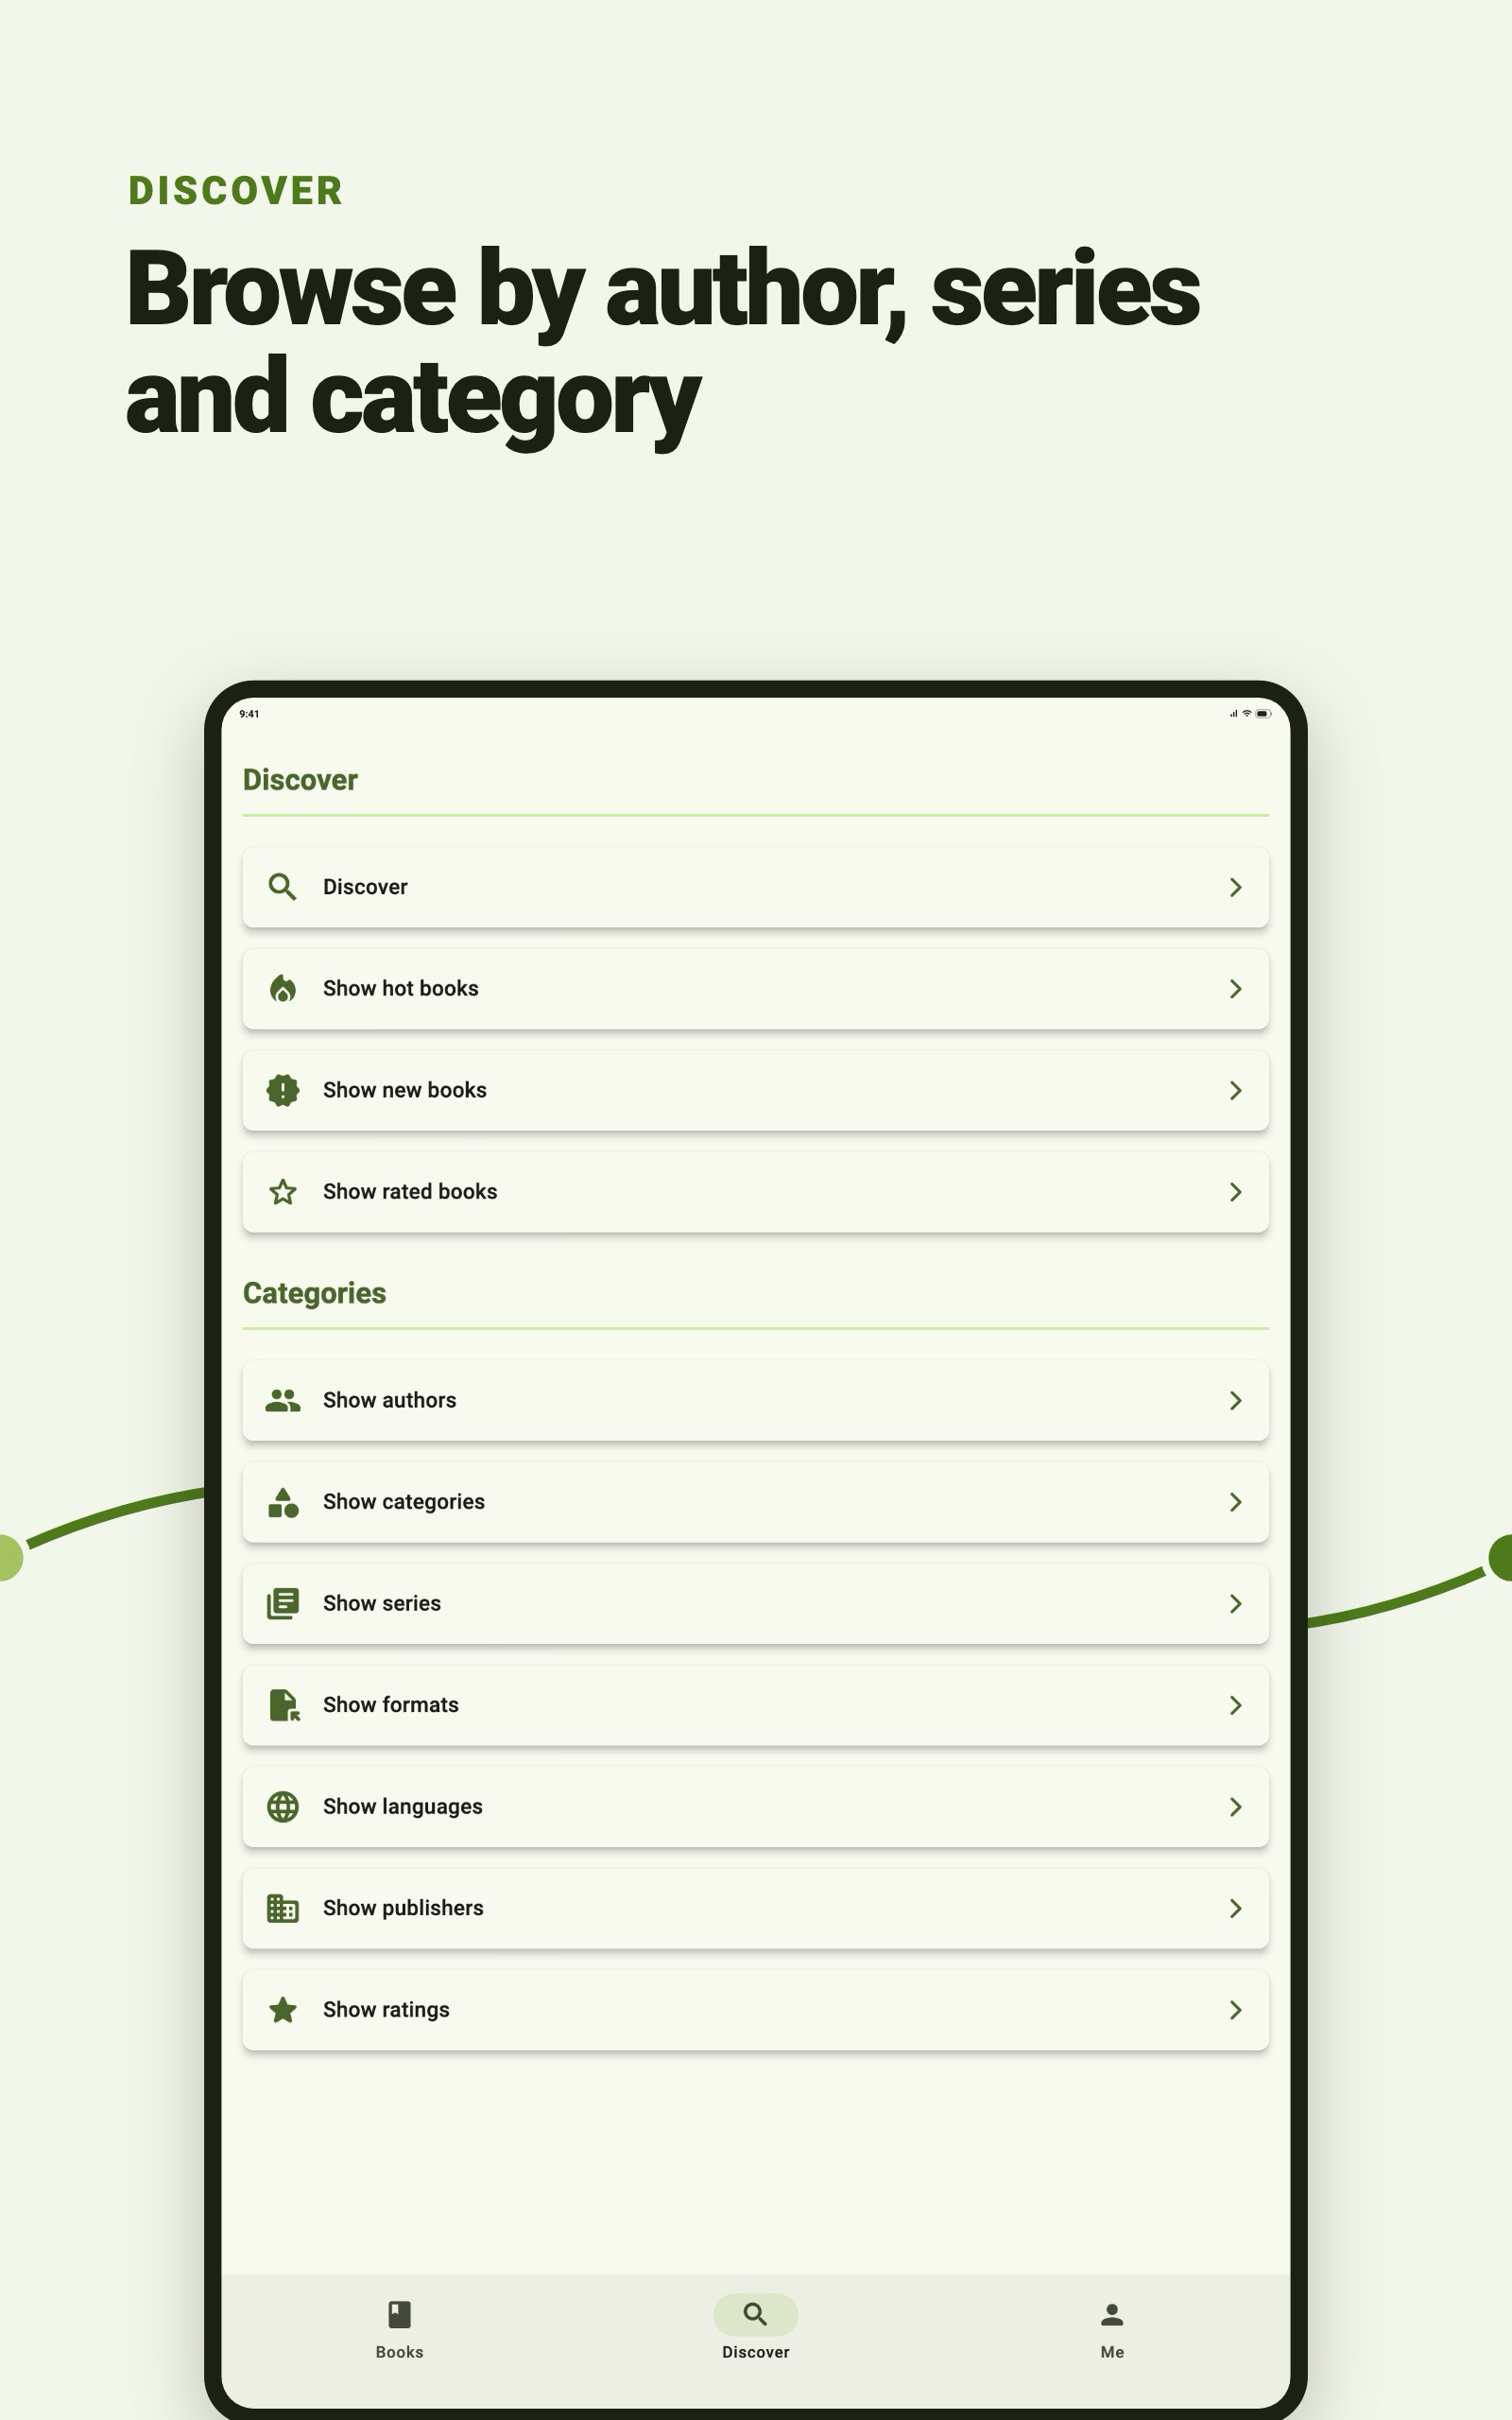 DISCOVER
Browse by author, series
and category
9:41
Discover
Discover
Show hot books
Show new books
Show rated books
Categories
Show authors
Show categories
Show series
Show formats
Show languages
Show publishers
Show ratings
Books
Discover
Me